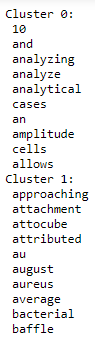 Cluster 0:
10
and
analyzing
analyze
analytical
cases
an
amplitude
cells
allows
Cluster 1:
approaching
attachment
attocube
attributed
au
august
aureus
average
bacterial
baffle